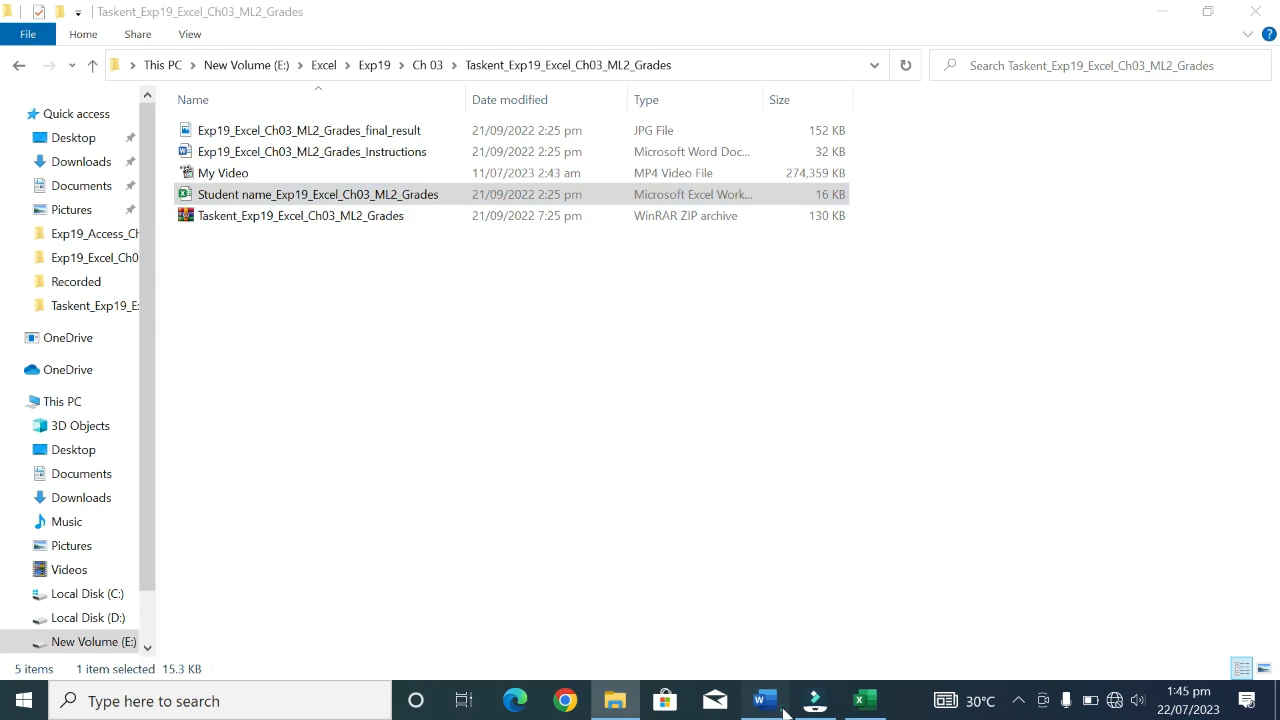 Taskent_Exp19_Excel_Ch03_ML2_Grades
File Home Share View
This PC New Volume (E:) Excel Exp19 Ch 03 Taskent_Exp19_Excel_Ch03_ML2_Grades Search Taskent_Exp19_Excel_Ch03_ML2_Grades
Name Date modified Type Size
Exp19_Excel_Ch03_ML2_Grades_final_result 21/09/2022 2:25 pm JPG File 152 KB
Exp19_Excel_Ch03_ML2_Grades_Instructions 21/09/2022 2:25 pm Microsoft Word Doc... 32 KB
My Video 11/07/2023 2:43 am MP4 Video File 274,359 KB
Student name_Exp19_Excel_Ch03_ML2_Grades 21/09/2022 2:25 pm Microsoft Excel Work... 16 KB
Taskent_Exp19_Excel_Ch03_ML2_Grades 21/09/2022 7:25 pm WinRAR ZIP archive 130 KB
Quick access
Desktop
Downloads
Documents
Pictures
Exp19_Access_Ch
Exp19_Excel_Ch0
Recorded
Taskent_Exp19_E
OneDrive
OneDrive
This PC
3D Objects
Desktop
Documents
Downloads
Music
Pictures
Videos
Local Disk (C:)
Local Disk (D:)
New Volume (E:)
5 items 1 item selected 15.3 KB
Type here to search 30°C 1:45 pm
22/07/2023